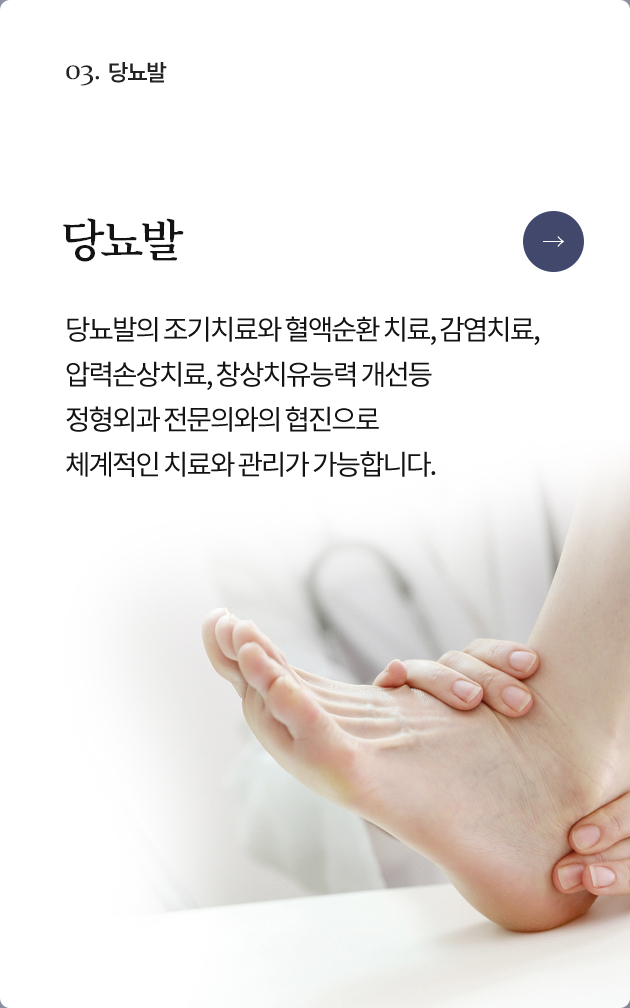 03. 당뇨발
당뇨발
당뇨발의 조기치료와 혈액순환 치료, 감염치료,
압력손상치료, 창상치유능력 개선등
정형외과 전문의와의 협진으로
체계적인 치료와 관리가 가능합니다.